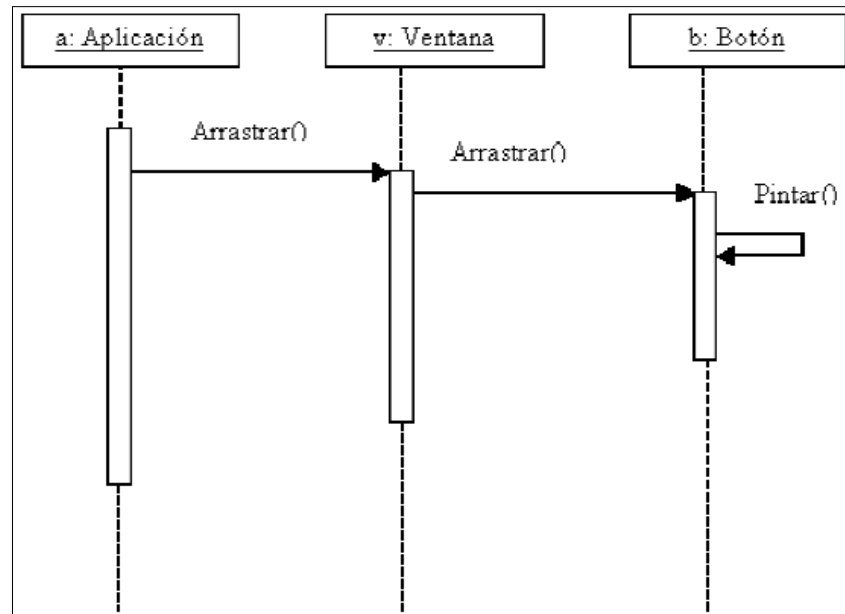 a: Aplicación
v: Ventana
b: Botón
Arrastrar()
Arrastrar()
Pintar()